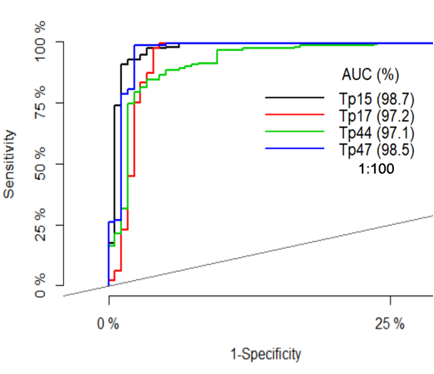 100 %
75 %
50 %
25 %
0 %
Sensitivity
AUC (%)
Tp15 (98.7)
Tp17 (97.2)
Tp44 (97.1)
Tp47 (98.5)
1:100
0 %
25 %
1-Specificity